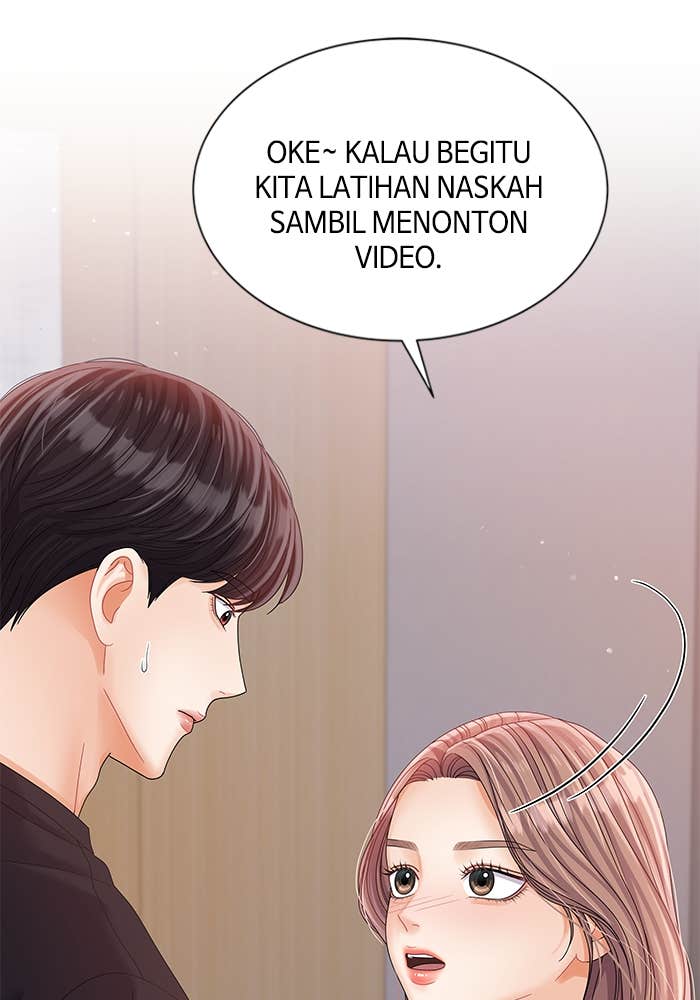 OKE~ KALAU BEGITU
KITA LATIHAN NASKAH
SAMBIL MENONTON
VIDEO.